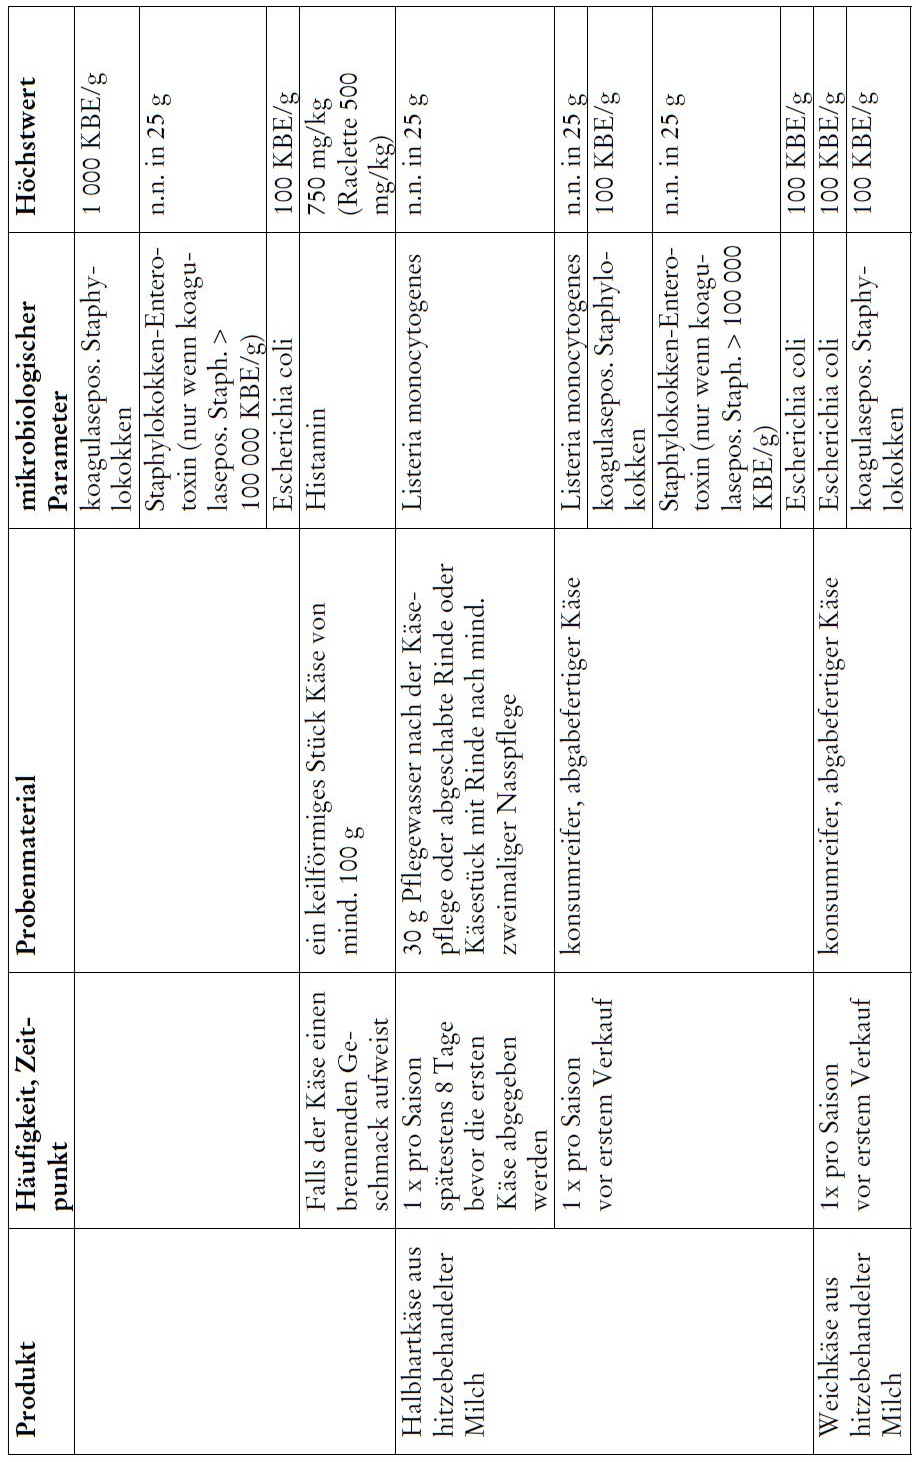 Produkt
Häufigkeit, Zeit-
punkt
Probenmaterial
mikrobiologischer
Parameter
Höchstwert
koagulasepos. Staphy-
lokokken
1 000 KBE/g
Staphylokokken-Entero-
toxin (nur wenn koagu-
lasepos. Staph. >
100 000 KBE/g)
n.n. in 25 g
Escherichia coli
100 KBE/g
Falls der Käse einen
brennenden Ge-
schmack aufweist
ein keilförmiges Stück Käse von
mind. 100 g
Histamin
750 mg/kg
(Raclette 500
mg/kg)
Halbhartkäse aus
hitzebehandelter
Milch
1 x pro Saison
spätestens 8 Tage
bevor die ersten
Käse abgegeben
werden
30 g Pflegewasser nach der Käse-
pflege oder abgeschabte Rinde oder
Käsestück mit Rinde nach mind.
zweimaliger Nasspflege
Listeria monocytogenes
n.n. in 25 g
1 x pro Saison
vor erstem Verkauf
konsumreifer, abgabefertiger Käse
Listeria monocytogenes
n.n. in 25 g
koagulasepos. Staphylo-
kokken
100 KBE/g
Staphylokokken-Entero-
toxin (nur wenn koagu-
lasepos. Staph. > 100 000
KBE/g)
n.n. in 25 g
Escherichia coli
100 KBE/g
Weichkäse aus
hitzebehandelter
Milch
1x pro Saison
vor erstem Verkauf
konsumreifer, abgabefertiger Käse
Escherichia coli
100 KBE/g
koagulasepos. Staphy-
lokokken
100 KBE/g